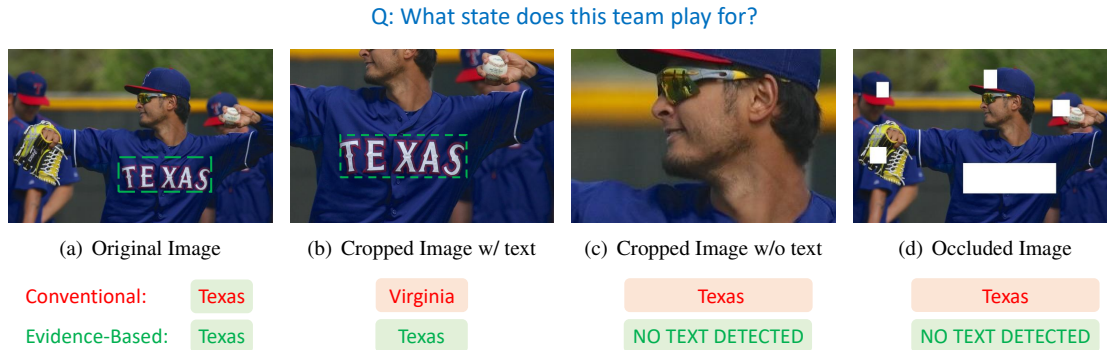 Q: What state does this team play for?
TEXAS
TEXAS
(a) Original Image
(b) Cropped Image w/ text
(c) Cropped Image w/o text
(d) Occluded Image
Conventional: Texas Virginia Texas Texas
Evidence-Based: Texas Texas NO TEXT DETECTED NO TEXT DETECTED